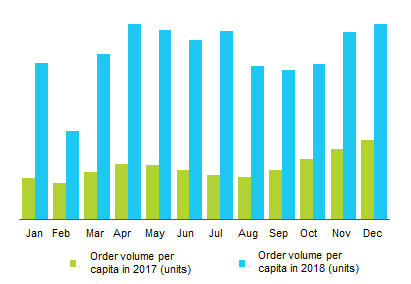 Jan Feb Mar Apr May Jun Jul Aug Sep Oct Nov Dec
Order volume per
capita in 2017 (units)
Order volume per
capita in 2018 (units)